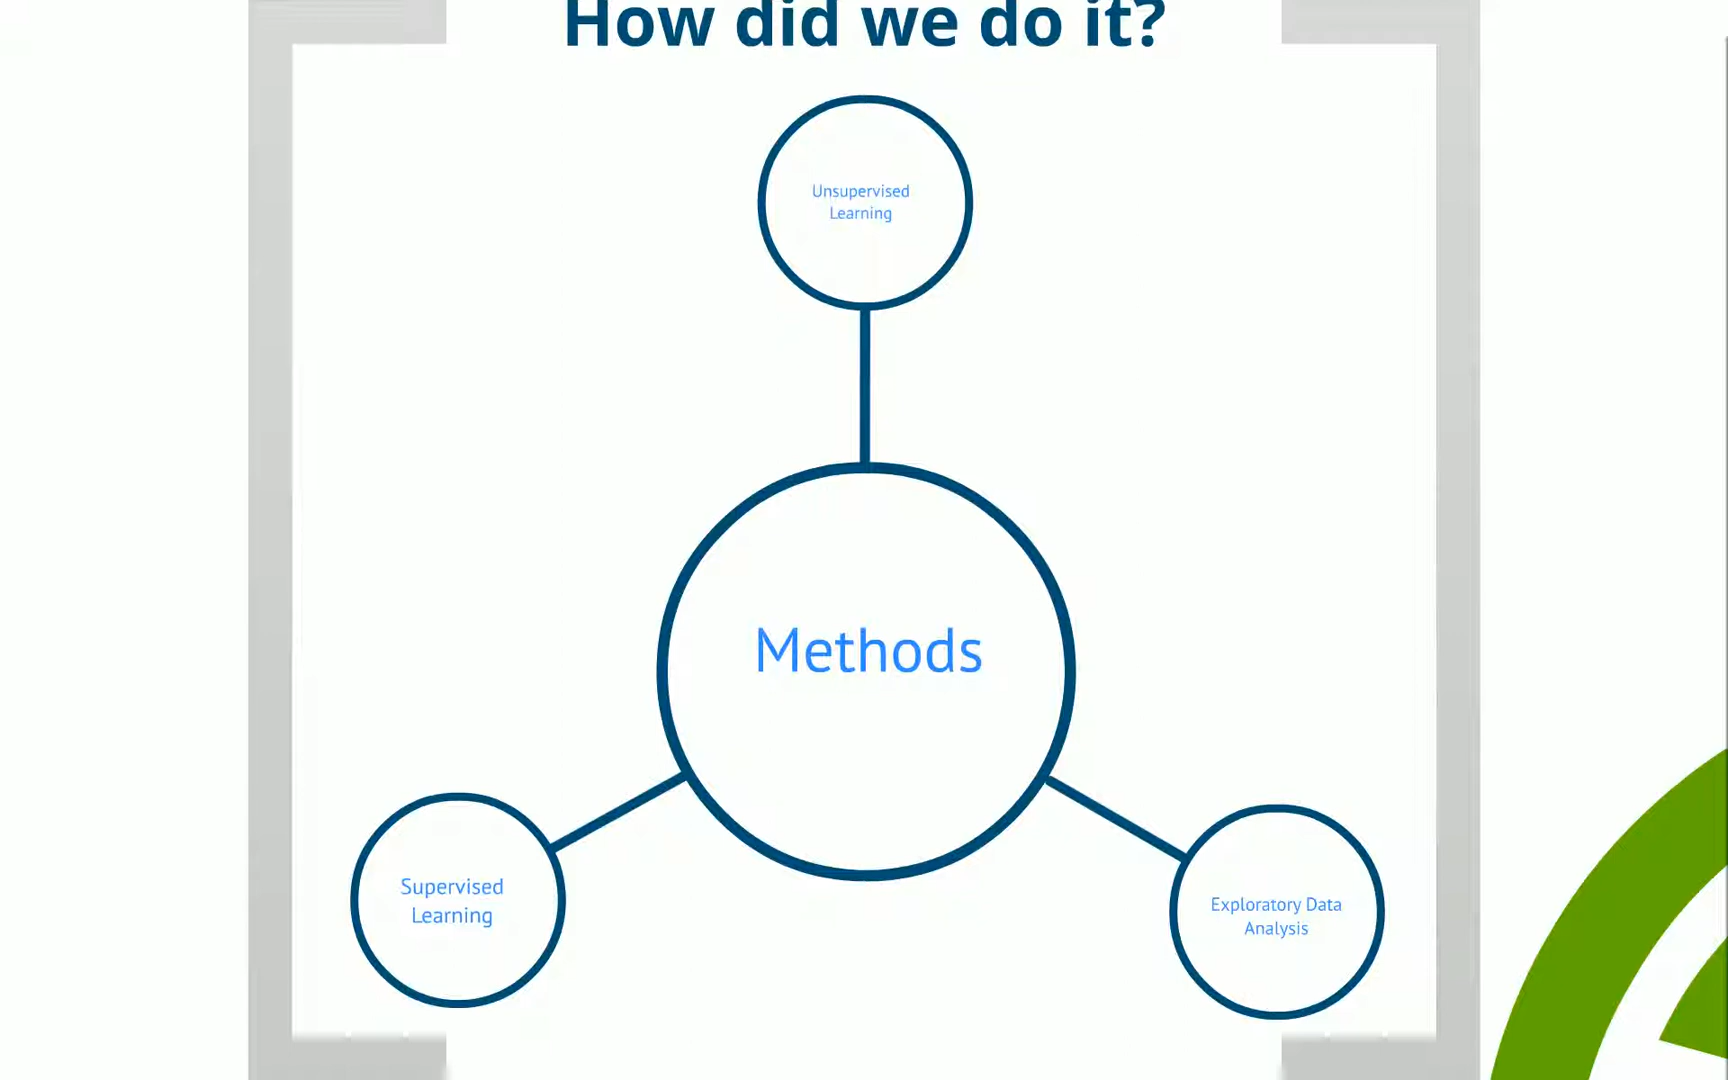 How did we do it?
Unsupervised
Learning
Methods
Supervised
Learning
Exploratory Data
Analysis